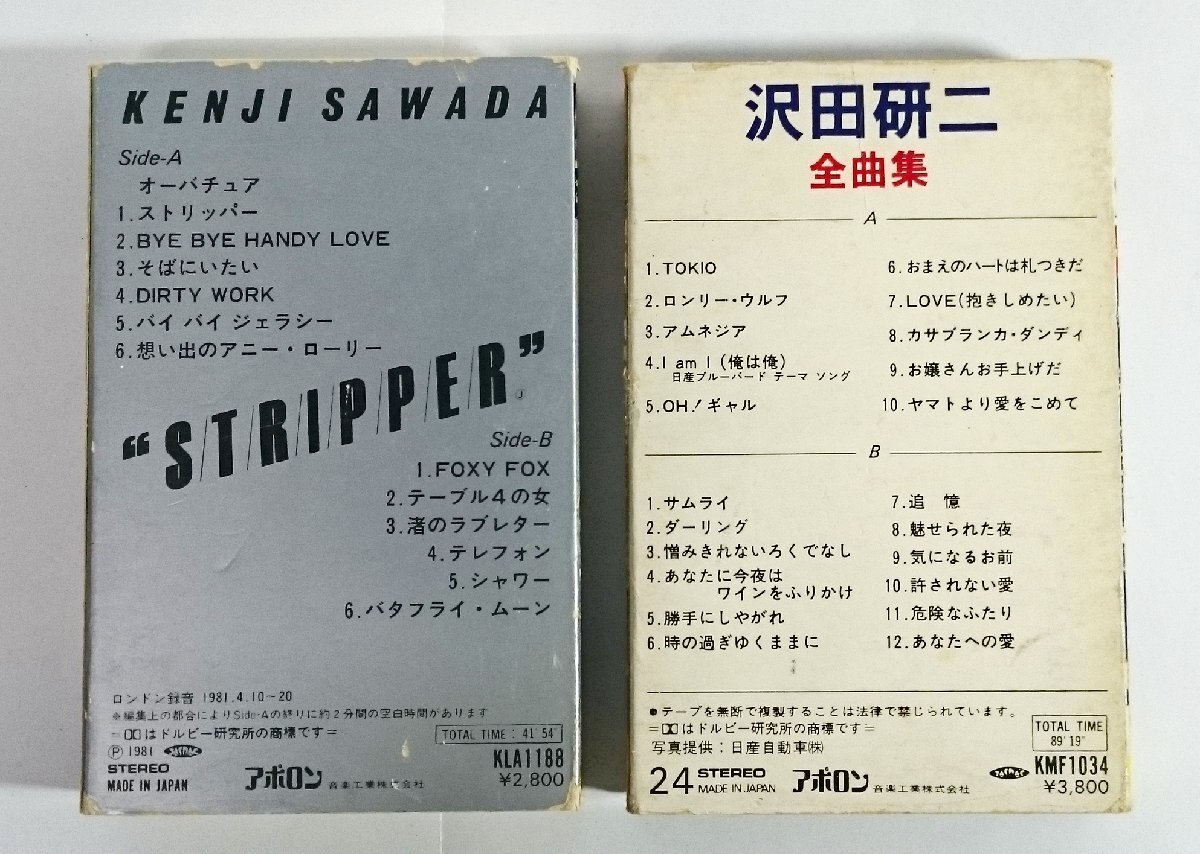 KENJI SAWADA
Side-A
オーバチュア
1.ストリッパー
2.BYE BYE HANDY LOVE
3.そばにいたい
4.DIRTY WORK
5.バイ バイ ジェラシー
6.想い出のアニー・ローリー
"S/T/R/I/P/P/E/R"
Side-B
1.FOXY FOX
2.テーブル4の女
3.渚のラブレター
4.テレフォン
5.シャワー
6.バタフライ・ムーン
ロンドン録音 1981.4.10~20
※編集上の都合によりSide-Aの終りに約2分間の空白時間があります
=DDはドルビー研究所の商標です=
TOTAL TIME : 41' 54"
Ⓟ 1981
KLA1188
STEREO
¥2,800
MADE IN JAPAN
アポロン 音楽工業株式会社
沢田研二
全曲集
A
1.TOKIO
2.ロンリー・ウルフ
3.アムネジア
4.I am I (俺は俺)
日産ブルーバード テーマ ソング
5.OH!ギャル
6.おまえのハートは札つきだ
7.LOVE(抱きしめたい)
8.カサブランカ・ダンディ
9.お嬢さんお手上げだ
10.ヤマトより愛をこめて
B
1.サムライ
2.ダーリング
3.憎みきれないろくでなし
4.あなたに今夜は
ワインをふりかけ
5.勝手にしやがれ
6.時の過ぎゆくままに
7.追 憶
8.魅せられた夜
9.気になるお前
10.許されない愛
11.危険なふたり
12.あなたへの愛
●テープを無断で複製することは法律で禁じられています。
=DDはドルビー研究所の商標です=
写真提供:日産自動車㈱
TOTAL TIME
89' 19"
24 STEREO
MADE IN JAPAN
アポロン 音楽工業株式会社
KMF1034
¥3,800